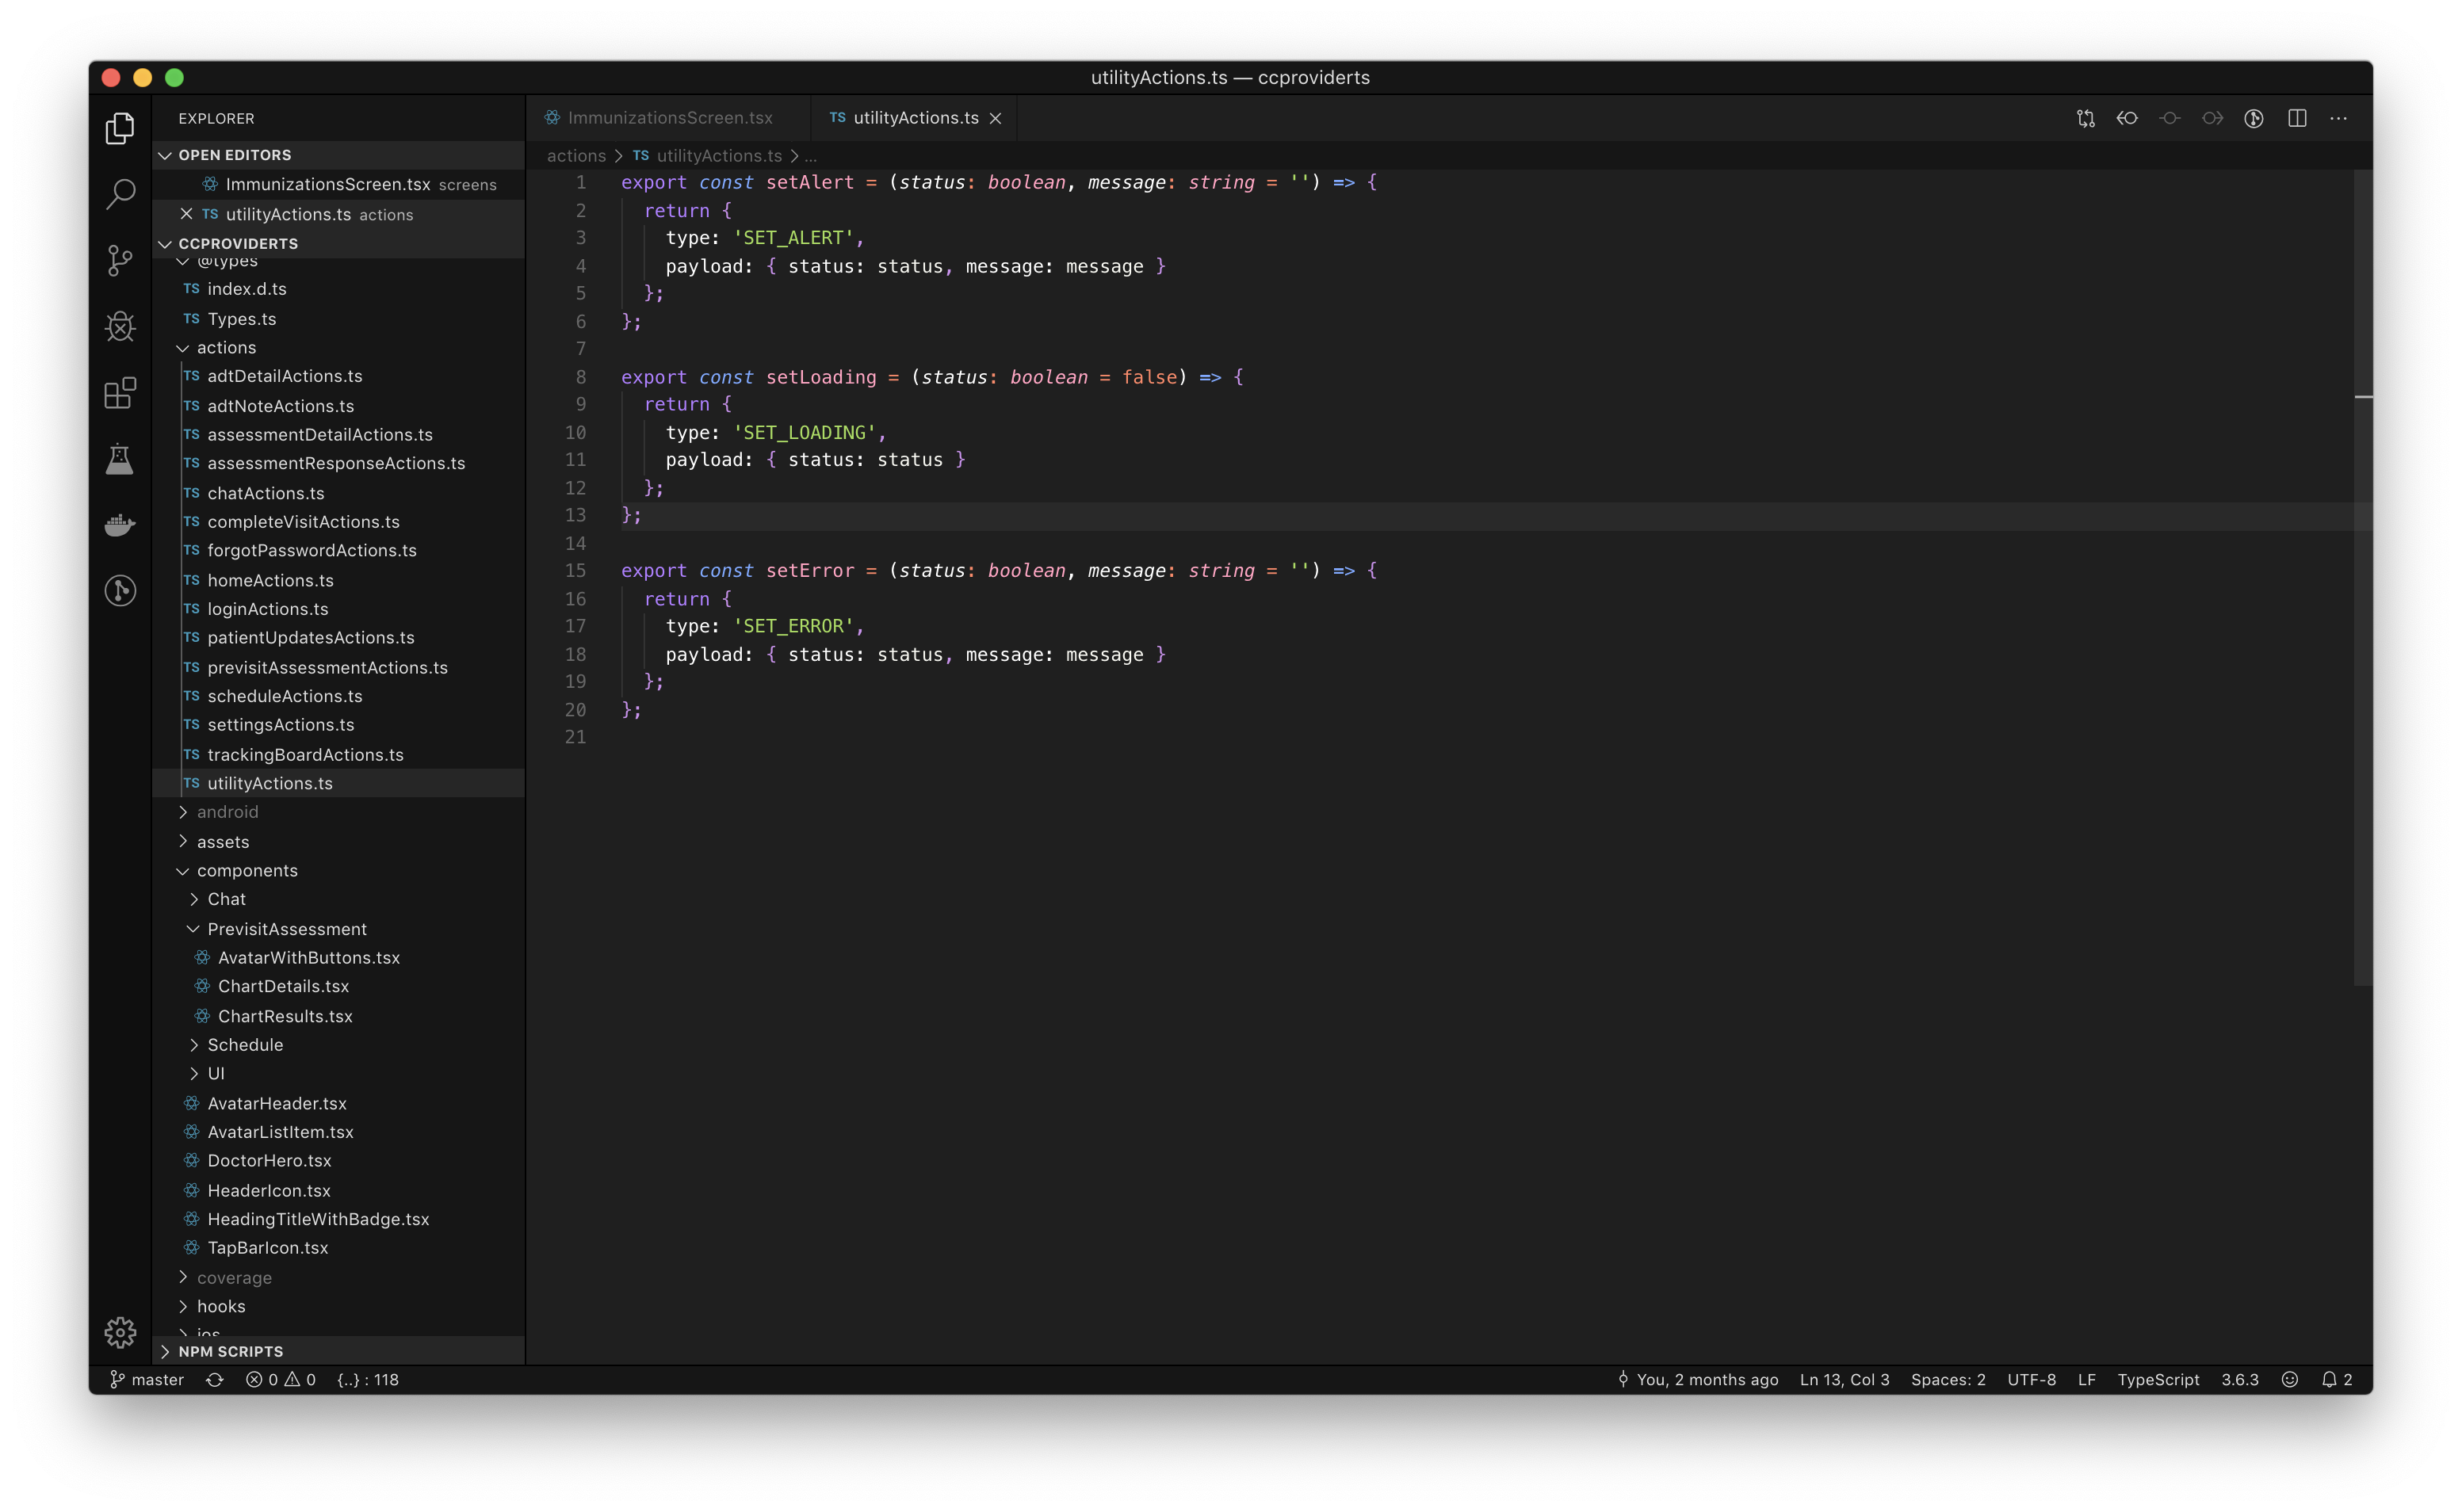 utilityActions.ts — ccproviderts
EXPLORER
OPEN EDITORS
ImmunizationsScreen.tsx screens
TS utilityActions.ts actions
CCPROVIDERTS
@types
TS index.d.ts
TS Types.ts
actions
TS adtDetailActions.ts
TS adtNoteActions.ts
TS assessmentDetailActions.ts
TS assessmentResponseActions.ts
TS chatActions.ts
TS completeVisitActions.ts
TS forgotPasswordActions.ts
TS homeActions.ts
TS loginActions.ts
TS patientUpdatesActions.ts
TS previsitAssessmentActions.ts
TS scheduleActions.ts
TS settingsActions.ts
TS trackingBoardActions.ts
TS utilityActions.ts
android
assets
components
Chat
PrevisitAssessment
AvatarWithButtons.tsx
ChartDetails.tsx
ChartResults.tsx
Schedule
UI
AvatarHeader.tsx
AvatarListItem.tsx
DoctorHero.tsx
HeaderIcon.tsx
HeadingTitleWithBadge.tsx
TapBarIcon.tsx
coverage
hooks
ios
NPM SCRIPTS
ImmunizationsScreen.tsx TS utilityActions.ts
actions > TS utilityActions.ts > ...
1 export const setAlert = (status: boolean, message: string = '') => {
2 return {
3 type: 'SET_ALERT',
4 payload: { status: status, message: message }
5 };
6 };
7
8 export const setLoading = (status: boolean = false) => {
9 return {
10 type: 'SET_LOADING',
11 payload: { status: status }
12 };
13 };
14
15 export const setError = (status: boolean, message: string = '') => {
16 return {
17 type: 'SET_ERROR',
18 payload: { status: status, message: message }
19 };
20 };
21
master 0 0 {..} : 118 You, 2 months ago Ln 13, Col 3 Spaces: 2 UTF-8 LF TypeScript 3.6.3 2